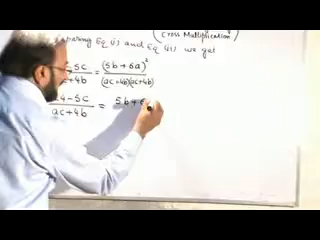 (Cross Multiplication)
paring Eq (i) and Eq (ii) we get
4-5c / ac+4b = (5b+6a)² / (ac+4b)(ac+4b)
4-5c / ac+4b = 5b+6